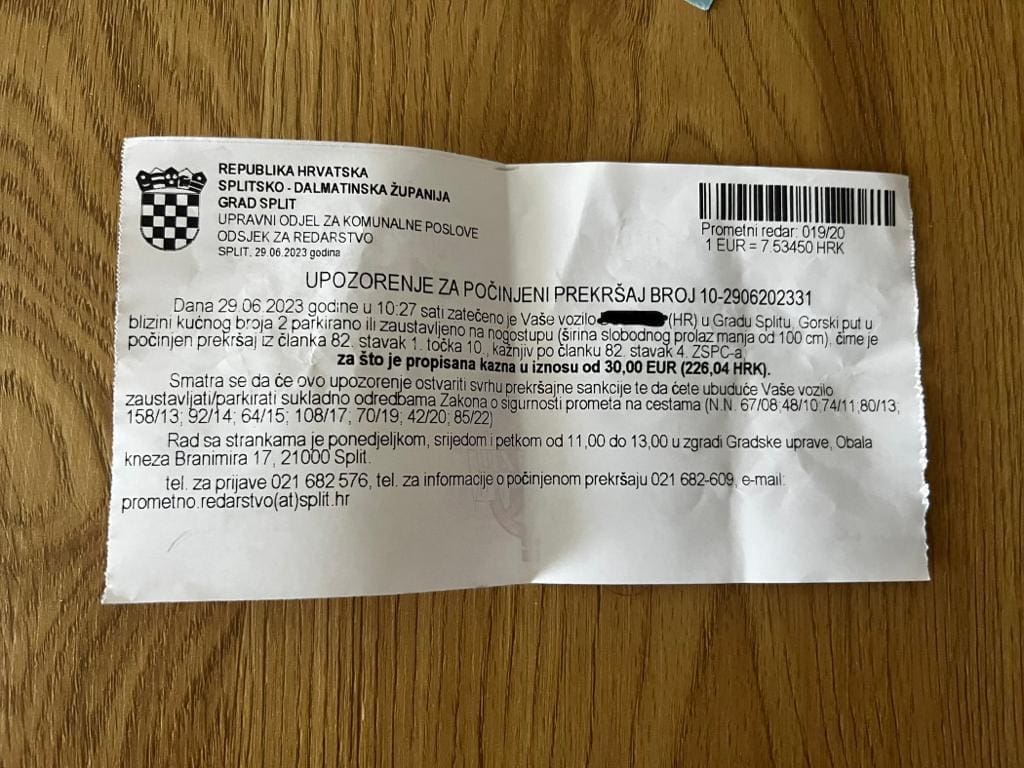 REPUBLIKA HRVATSKA
SPLITSKO - DALMATINSKA ŽUPANIJA
GRAD SPLIT
UPRAVNI ODJEL ZA KOMUNALNE POSLOVE
ODSJEK ZA REDARSTVO
SPLIT, 29.06.2023 godina
Prometni redar: 019/20
1 EUR = 7.53450 HRK
UPOZORENJE ZA POČINJENI PREKRŠAJ BROJ 10-2906202331
Dana 29.06.2023 godine u 10:27 sati zatečeno je Vaše vozilo (HR) u Gradu Splitu, Gorski put u
blizini kućnog broja 2 parkirano ili zaustavljeno na nogostupu (širina slobodnog prolaz manja od 100 cm), čime je
počinjen prekršaj iz članka 82. stavak 1. točka 10., kažnjiv po članku 82. stavak 4. ZSPC-a,
za što je propisana kazna u iznosu od 30,00 EUR (226,04 HRK).
Smatra se da će ovo upozorenje ostvariti svrhu prekršajne sankcije te da ćete ubuduće Vaše vozilo
zaustavljati/parkirati sukladno odredbama Zakona o sigurnosti prometa na cestama (N.N. 67/08;48/10;74/11;80/13;
158/13; 92/14; 64/15; 108/17; 70/19; 42/20; 85/22)
Rad sa strankama je ponedjeljkom, srijedom i petkom od 11,00 do 13,00 u zgradi Gradske uprave, Obala
kneza Branimira 17, 21000 Split.
tel. za prijave 021 682 576, tel. za informacije o počinjenom prekršaju 021 682-609, e-mail:
prometno.redarstvo(at)split.hr